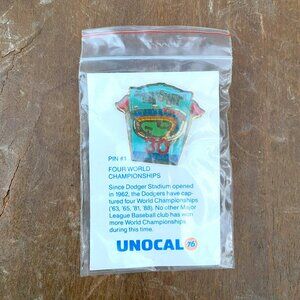 30
PIN #1
FOUR WORLD
CHAMPIONSHIPS
Since Dodger Stadium opened
in 1962, the Dodgers have cap-
tured four World Championships
('63, '65, '81, '88). No other Major
League Baseball club has won
more World Championships
during this time.
UNOCAL 76